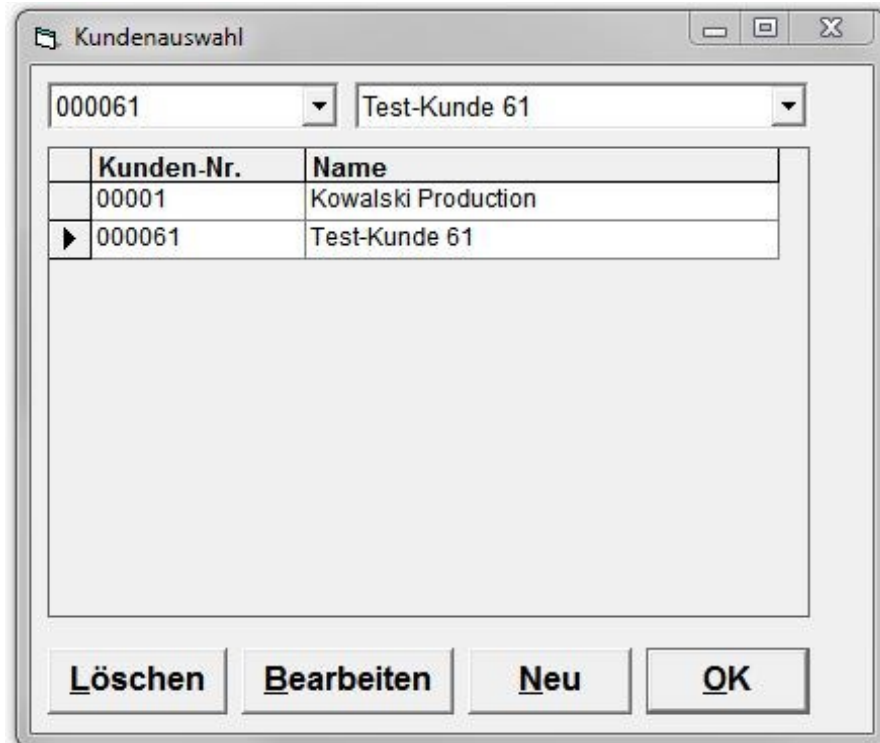 Kundenauswahl
000061 Test-Kunde 61
Kunden-Nr. Name
00001 Kowalski Production
000061 Test-Kunde 61
Löschen Bearbeiten Neu OK